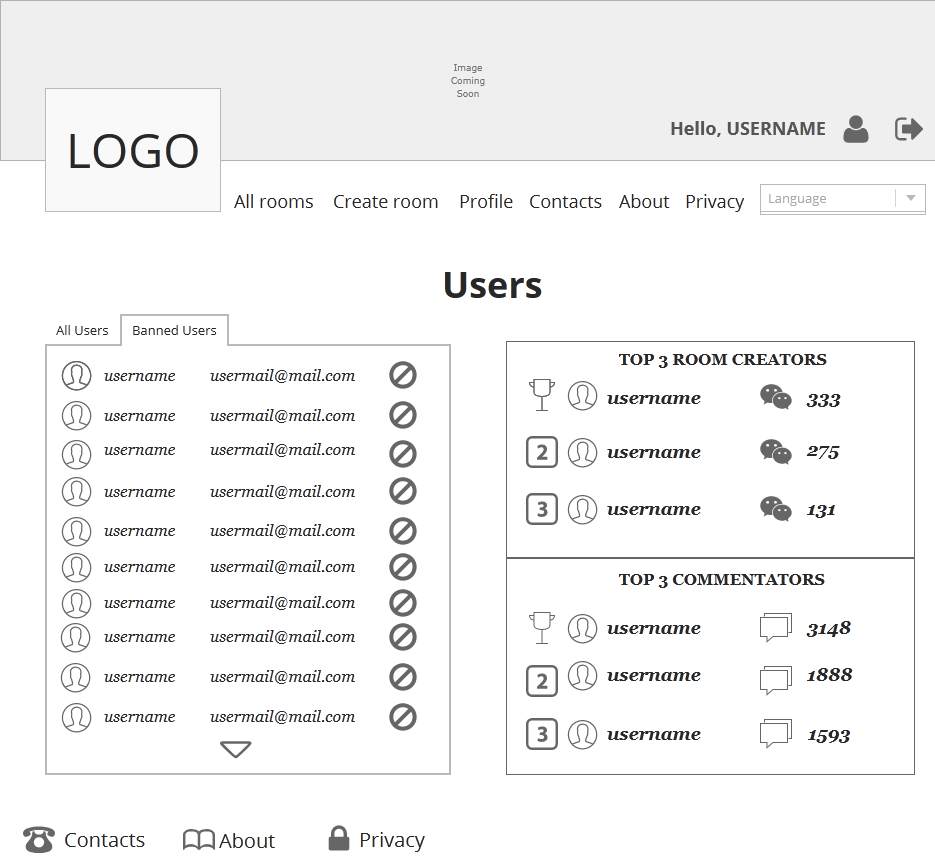 Image
Coming
Soon
Hello, USERNAME
LOGO
All rooms Create room Profile Contacts About Privacy Language
Users
All Users Banned Users
username usermail@mail.com
username usermail@mail.com
username usermail@mail.com
username usermail@mail.com
username usermail@mail.com
username usermail@mail.com
username usermail@mail.com
username usermail@mail.com
username usermail@mail.com
username usermail@mail.com
TOP 3 ROOM CREATORS
username 333
2 username 275
3 username 131
TOP 3 COMMENTATORS
username 3148
2 username 1888
3 username 1593
Contacts About Privacy